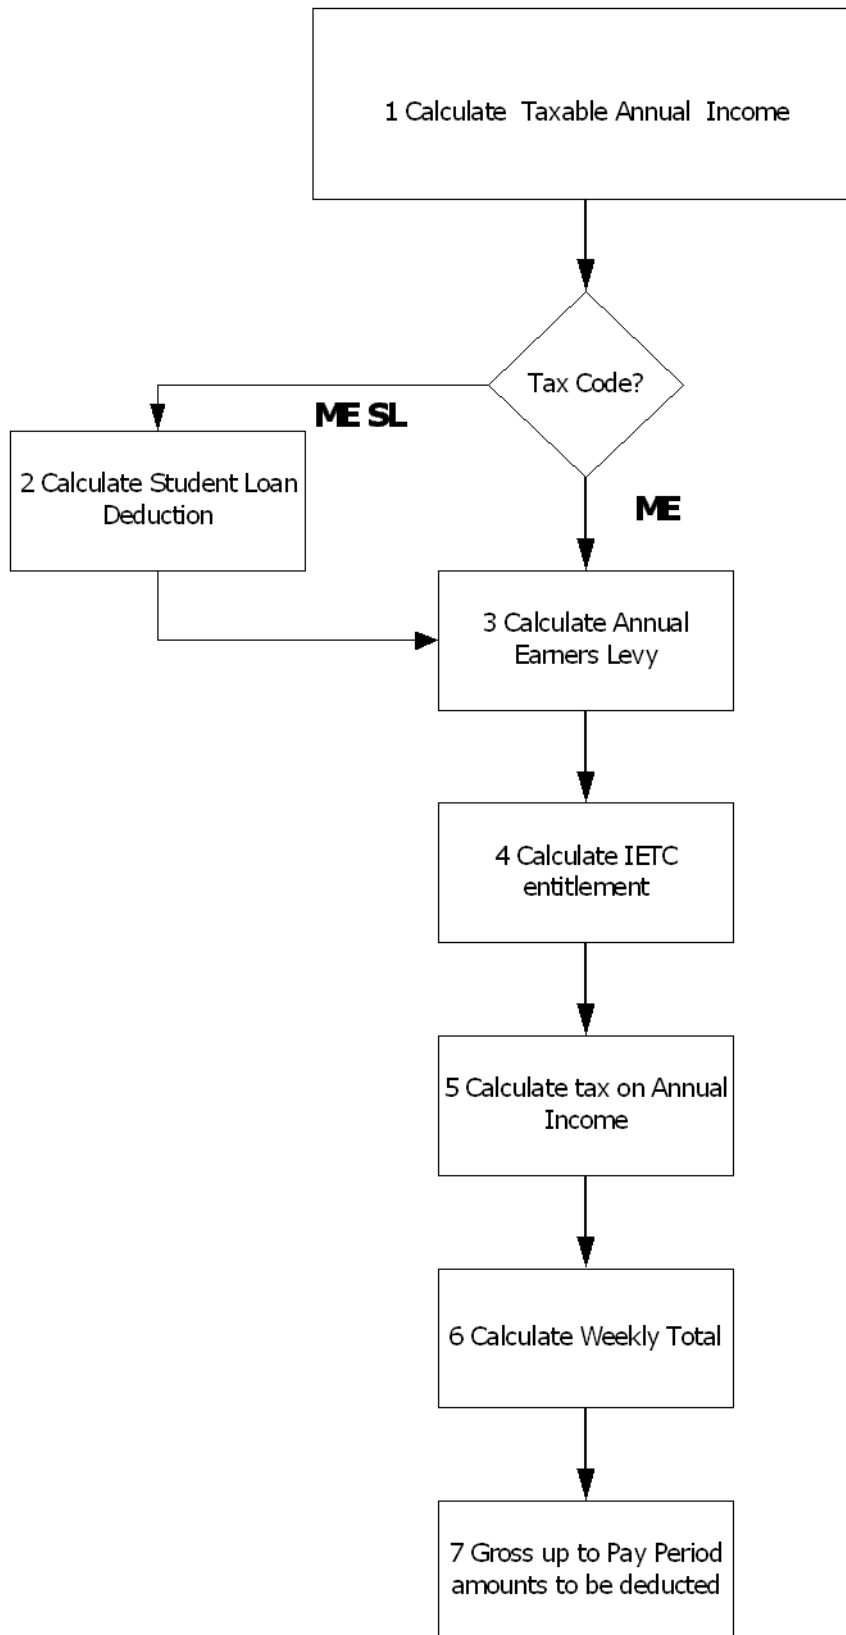 1 Calculate Taxable Annual Income
Tax Code?
ME SL
2 Calculate Student Loan
Deduction
ME
3 Calculate Annual
Earners Levy
4 Calculate IETC
entitlement
5 Calculate tax on Annual
Income
6 Calculate Weekly Total
7 Gross up to Pay Period
amounts to be deducted